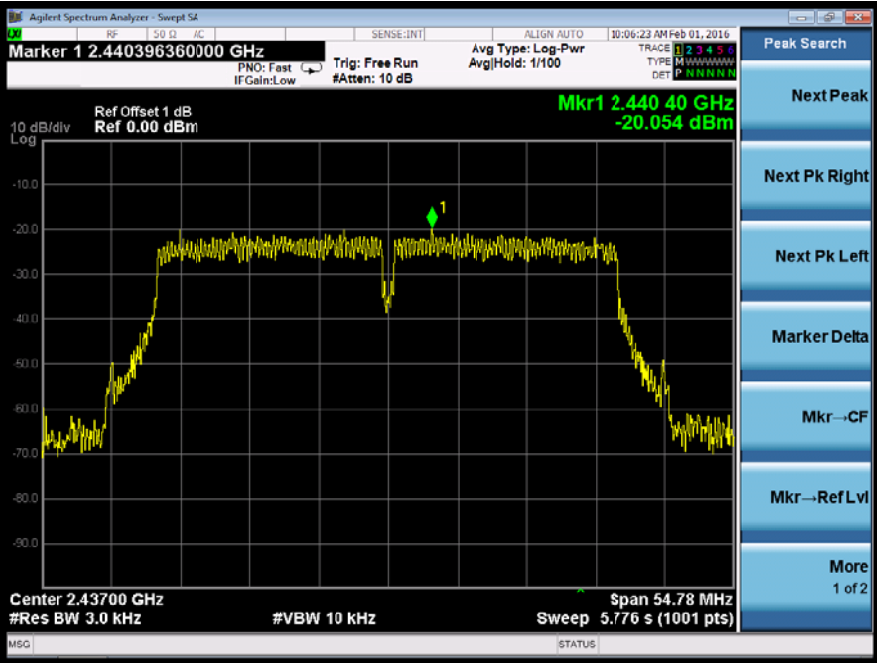 Agilent Spectrum Analyzer - Swept SA
LXI RF 50 Ω AC SENSE:INT ALIGN AUTO 10:06:23 AM Feb 01, 2016
Marker 1 2.440396360000 GHz
PNO: Fast
IFGain:Low
Trig: Free Run
#Atten: 10 dB
Avg Type: Log-Pwr
Avg|Hold: 1/100
TRACE 1 2 3 4 5 6
TYPE M WWWWW
DET P N N N N N
Peak Search
Mkr1 2.440 40 GHz
-20.054 dBm
Ref Offset 1 dB
10 dB/div Ref 0.00 dBm
Log
-10.0
-20.0
-30.0
-40.0
-50.0
-60.0
-70.0
-80.0
-90.0
1
Next Peak
Next Pk Right
Next Pk Left
Marker Delta
Mkr→CF
Mkr→Ref Lvl
More
1 of 2
Center 2.43700 GHz Span 54.78 MHz
#Res BW 3.0 kHz #VBW 10 kHz Sweep 5.776 s (1001 pts)
MSG STATUS